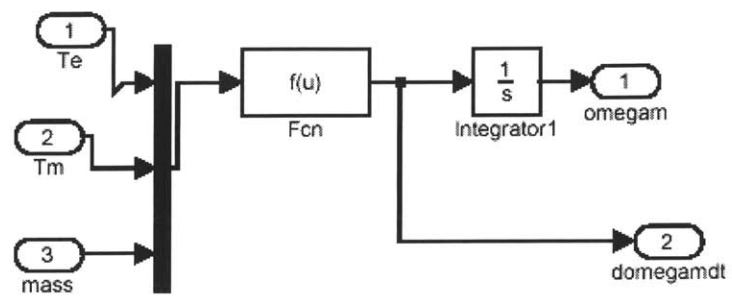 1
Te
2
Tm
3
mass
f(u)
Fcn
1
s
Integrator1
1
omegam
2
domegamdt